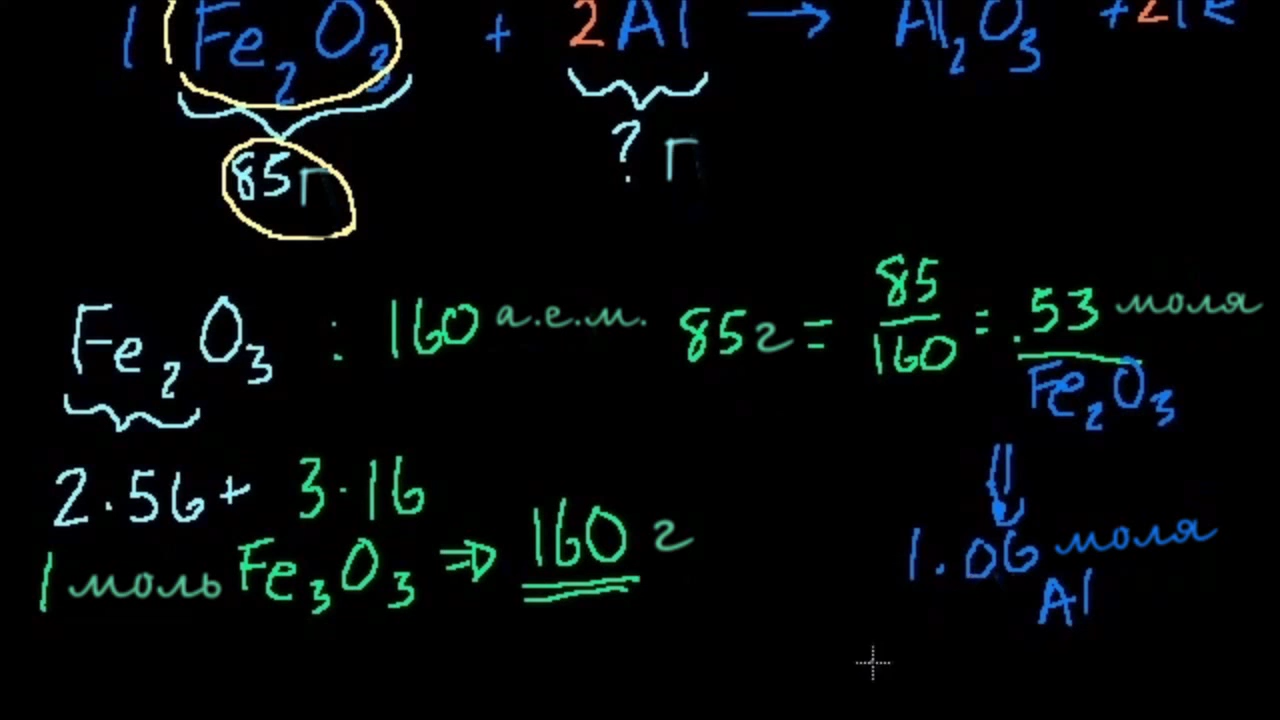 1 Fe₂O₃ + 2Al → Al₂O₃ + 2Fe
85г ? г
Fe₂O₃ : 160 а.е.м. 85г = 85/160 = .53 моля
Fe₂O₃
2·56 + 3·16
1 моль Fe₃O₃ ⇒ 160 г
1.06 моля
Al